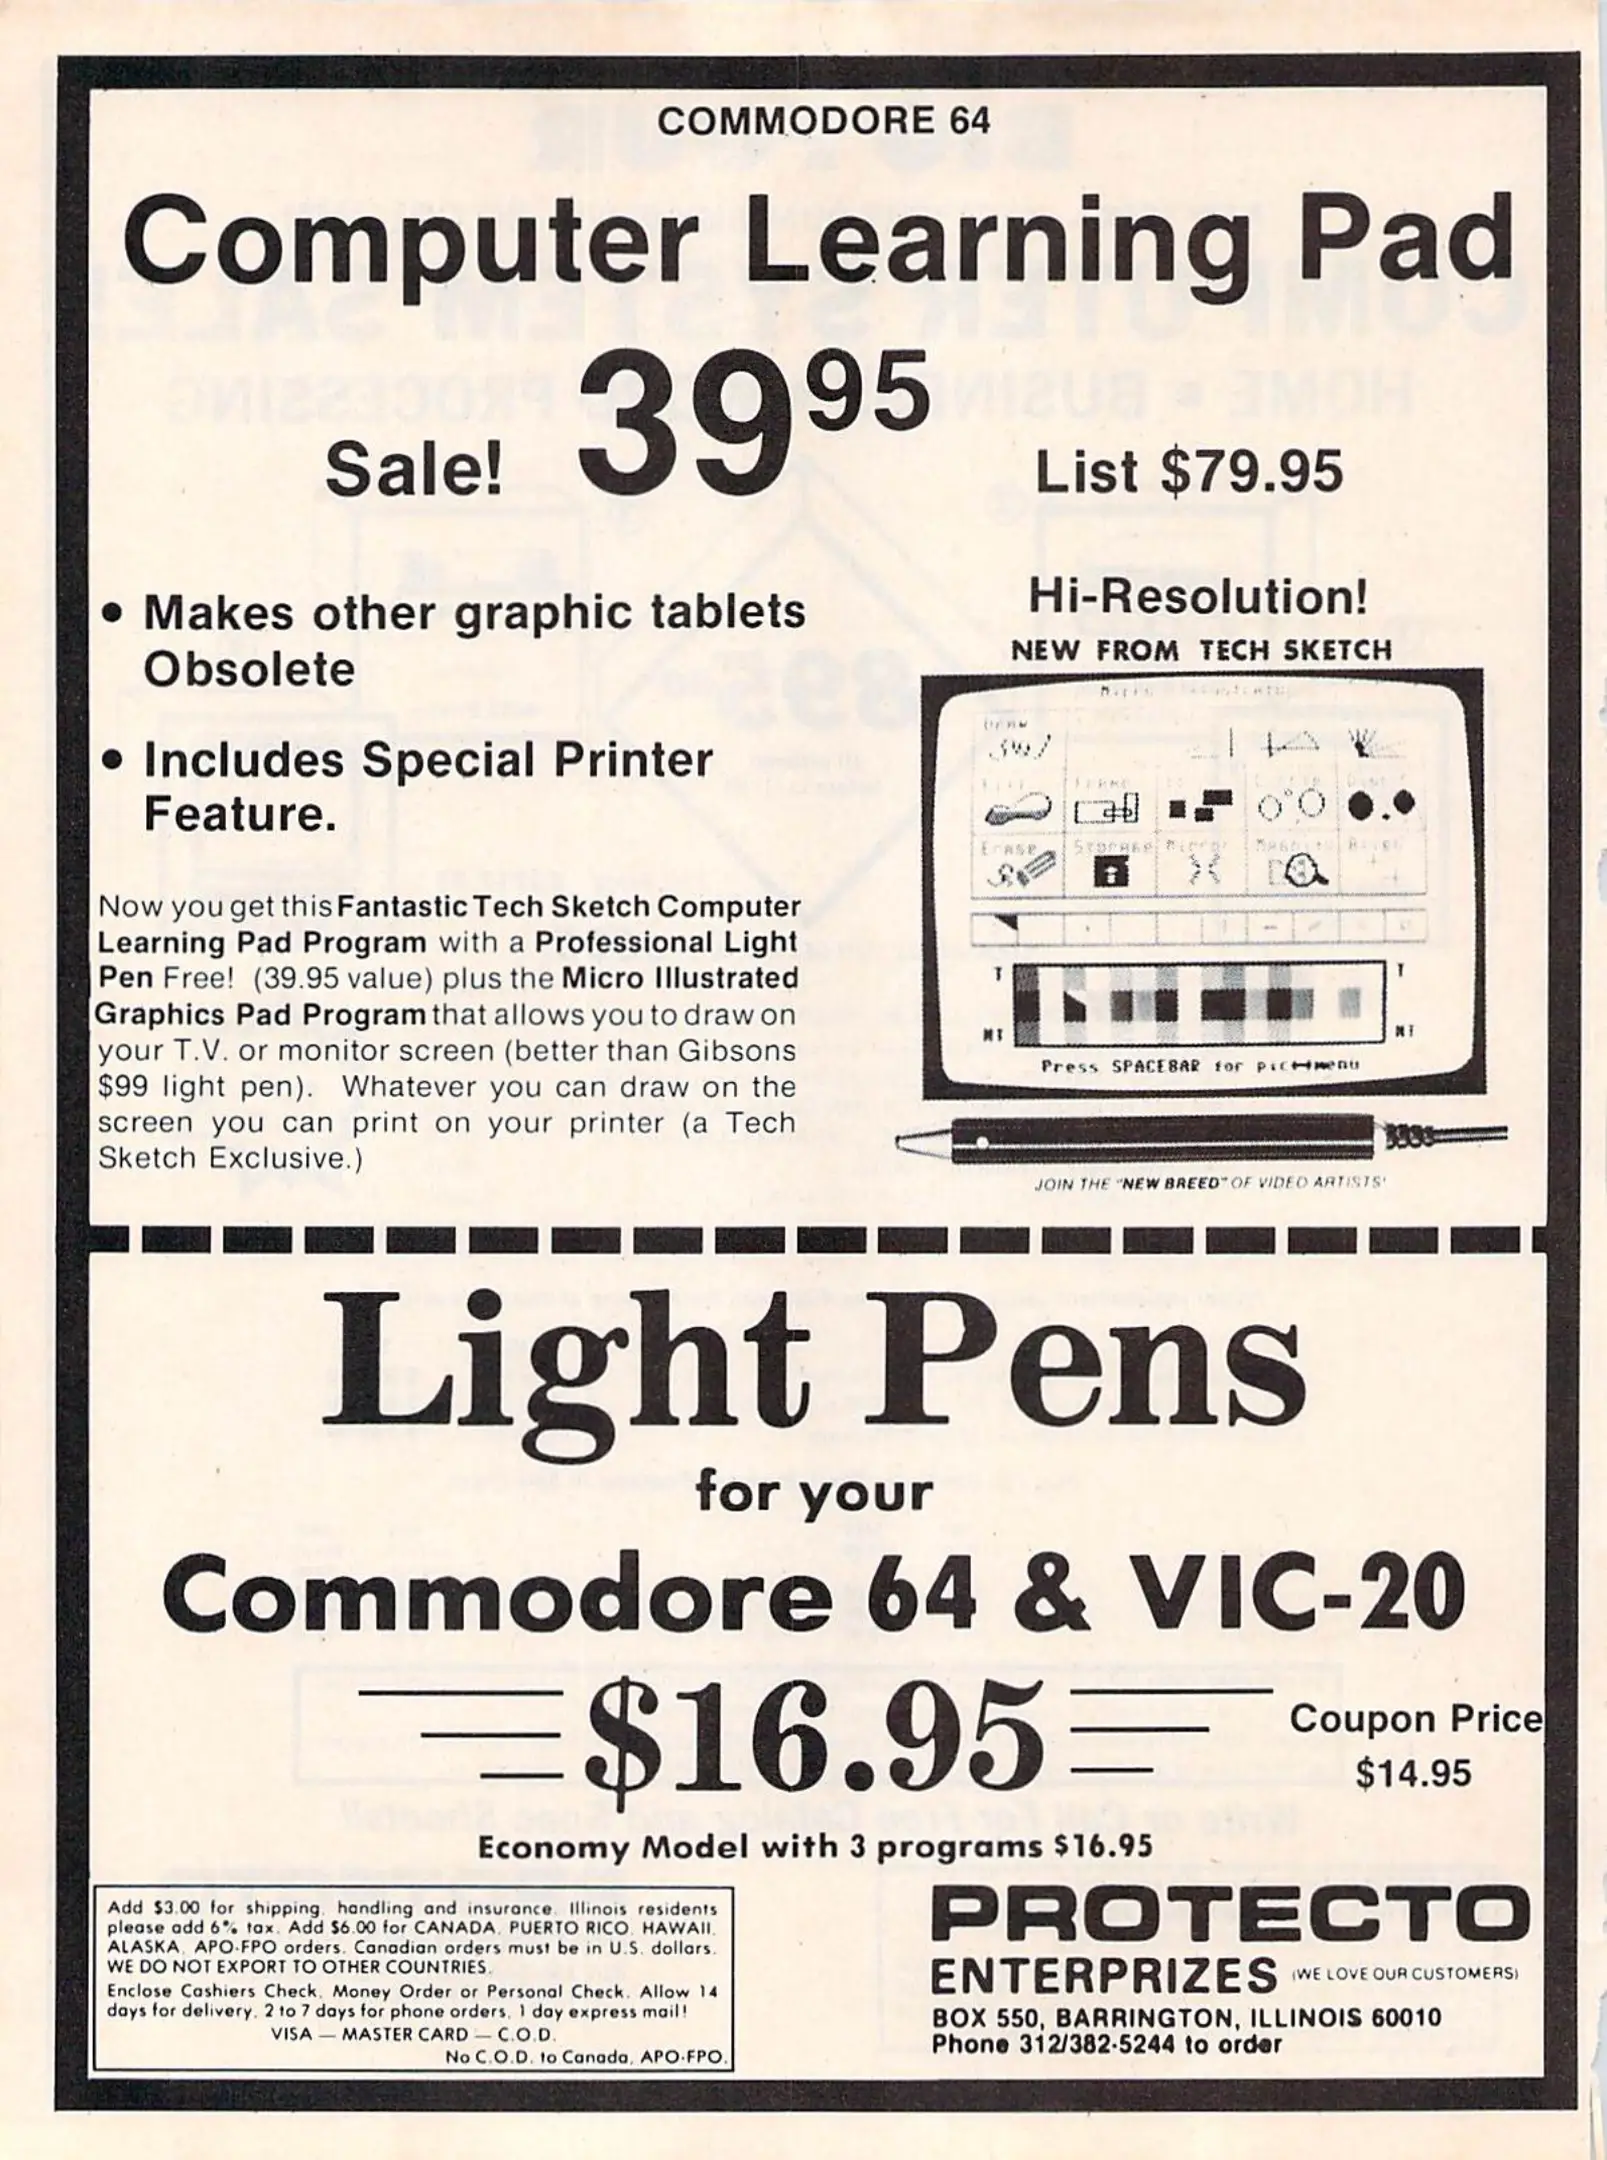 COMMODORE 64
Computer Learning Pad
Sale! 39 95 List $79.95
• Makes other graphic tablets
Obsolete
• Includes Special Printer
Feature.
Now you get this Fantastic Tech Sketch Computer
Learning Pad Program with a Professional Light
Pen Free! (39.95 value) plus the Micro Illustrated
Graphics Pad Program that allows you to draw on
your T.V. or monitor screen (better than Gibsons
$99 light pen). Whatever you can draw on the
screen you can print on your printer (a Tech
Sketch Exclusive.)
Hi-Resolution!
NEW FROM TECH SKETCH
Draw
Erase Storage Mirror Magnify
T T
NT NT
Press SPACEBAR for
JOIN THE "NEW BREED" OF VIDEO ARTISTS!
Light Pens
for your
Commodore 64 & VIC-20
$16.95
Coupon Price
$14.95
Economy Model with 3 programs $16.95
Add $3.00 for shipping, handling and insurance. Illinois residents
please add 6% tax. Add $6.00 for CANADA, PUERTO RICO, HAWAII,
ALASKA, APO-FPO orders. Canadian orders must be in U.S. dollars.
WE DO NOT EXPORT TO OTHER COUNTRIES.
Enclose Cashiers Check, Money Order or Personal Check. Allow 14
days for delivery, 2 to 7 days for phone orders, 1 day express mail!
VISA — MASTER CARD — C.O.D.
No C.O.D. to Canada, APO-FPO.
PROTECTO
ENTERPRIZES (WE LOVE OUR CUSTOMERS)
BOX 550, BARRINGTON, ILLINOIS 60010
Phone 312/382-5244 to order